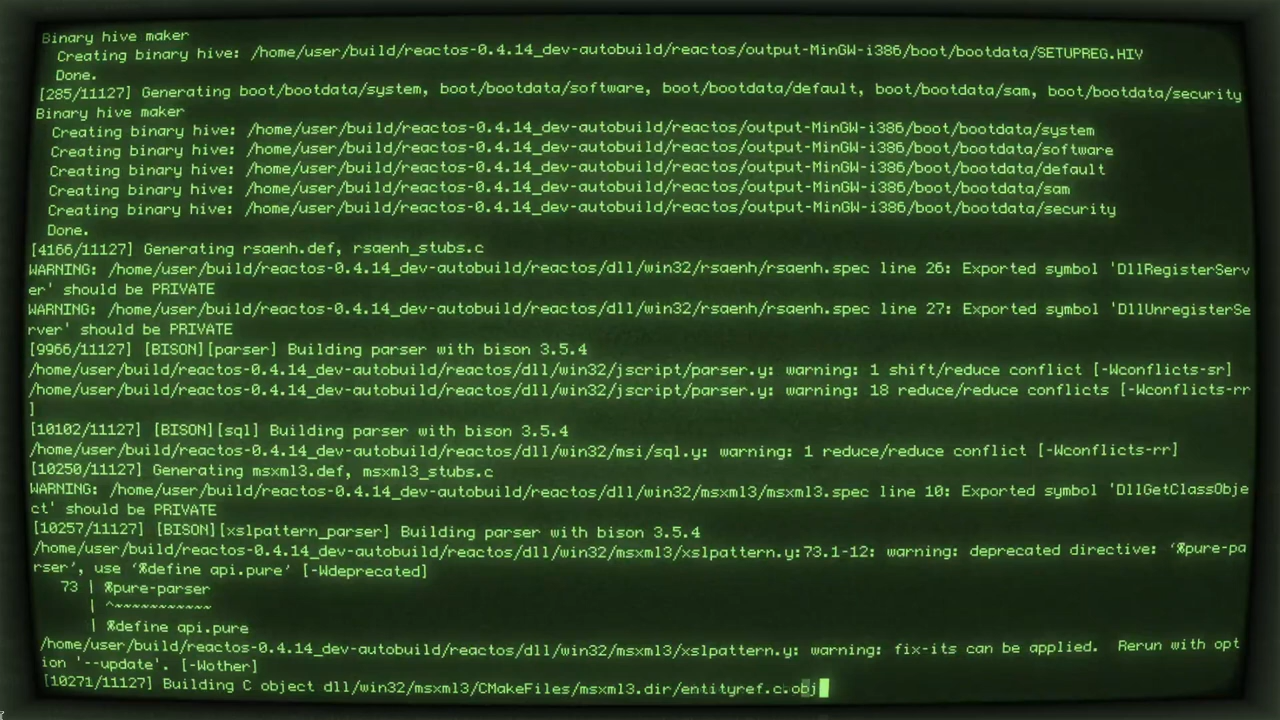 Binary hive maker
Creating binary hive: /home/user/build/reactos-0.4.14_dev-autobuild/reactos/output-MinGW-i386/boot/bootdata/SETUPREG.HIV
Done.
[285/11127] Generating boot/bootdata/system, boot/bootdata/software, boot/bootdata/default, boot/bootdata/sam, boot/bootdata/security
Binary hive maker
Creating binary hive: /home/user/build/reactos-0.4.14_dev-autobuild/reactos/output-MinGW-i386/boot/bootdata/system
Creating binary hive: /home/user/build/reactos-0.4.14_dev-autobuild/reactos/output-MinGW-i386/boot/bootdata/software
Creating binary hive: /home/user/build/reactos-0.4.14_dev-autobuild/reactos/output-MinGW-i386/boot/bootdata/default
Creating binary hive: /home/user/build/reactos-0.4.14_dev-autobuild/reactos/output-MinGW-i386/boot/bootdata/sam
Creating binary hive: /home/user/build/reactos-0.4.14_dev-autobuild/reactos/output-MinGW-i386/boot/bootdata/security
Done.
[4166/11127] Generating rsaenh.def, rsaenh_stubs.c
WARNING: /home/user/build/reactos-0.4.14_dev-autobuild/reactos/dll/win32/rsaenh/rsaenh.spec line 26: Exported symbol 'DllRegisterServ
er' should be PRIVATE
WARNING: /home/user/build/reactos-0.4.14_dev-autobuild/reactos/dll/win32/rsaenh/rsaenh.spec line 27: Exported symbol 'DllUnregisterSe
rver' should be PRIVATE
[9966/11127] [BISON][parser] Building parser with bison 3.5.4
/home/user/build/reactos-0.4.14_dev-autobuild/reactos/dll/win32/jscript/parser.y: warning: 1 shift/reduce conflict [-Wconflicts-sr]
/home/user/build/reactos-0.4.14_dev-autobuild/reactos/dll/win32/jscript/parser.y: warning: 18 reduce/reduce conflicts [-Wconflicts-rr
]
[10102/11127] [BISON][sql] Building parser with bison 3.5.4
/home/user/build/reactos-0.4.14_dev-autobuild/reactos/dll/win32/msi/sql.y: warning: 1 reduce/reduce conflict [-Wconflicts-rr]
[10250/11127] Generating msxml3.def, msxml3_stubs.c
WARNING: /home/user/build/reactos-0.4.14_dev-autobuild/reactos/dll/win32/msxml3/msxml3.spec line 10: Exported symbol 'DllGetClassObje
ct' should be PRIVATE
[10257/11127] [BISON][xslpattern_parser] Building parser with bison 3.5.4
/home/user/build/reactos-0.4.14_dev-autobuild/reactos/dll/win32/msxml3/xslpattern.y:73.1-12: warning: deprecated directive: ‘%pure-pa
rser’, use ‘%define api.pure’ [-Wdeprecated]
73 | %pure-parser
| ^~~~~~~~~~~~
| %define api.pure
/home/user/build/reactos-0.4.14_dev-autobuild/reactos/dll/win32/msxml3/xslpattern.y: warning: fix-its can be applied.  Rerun with opt
ion '--update'. [-Wother]
[10271/11127] Building C object dll/win32/msxml3/CMakeFiles/msxml3.dir/entityref.c.obj